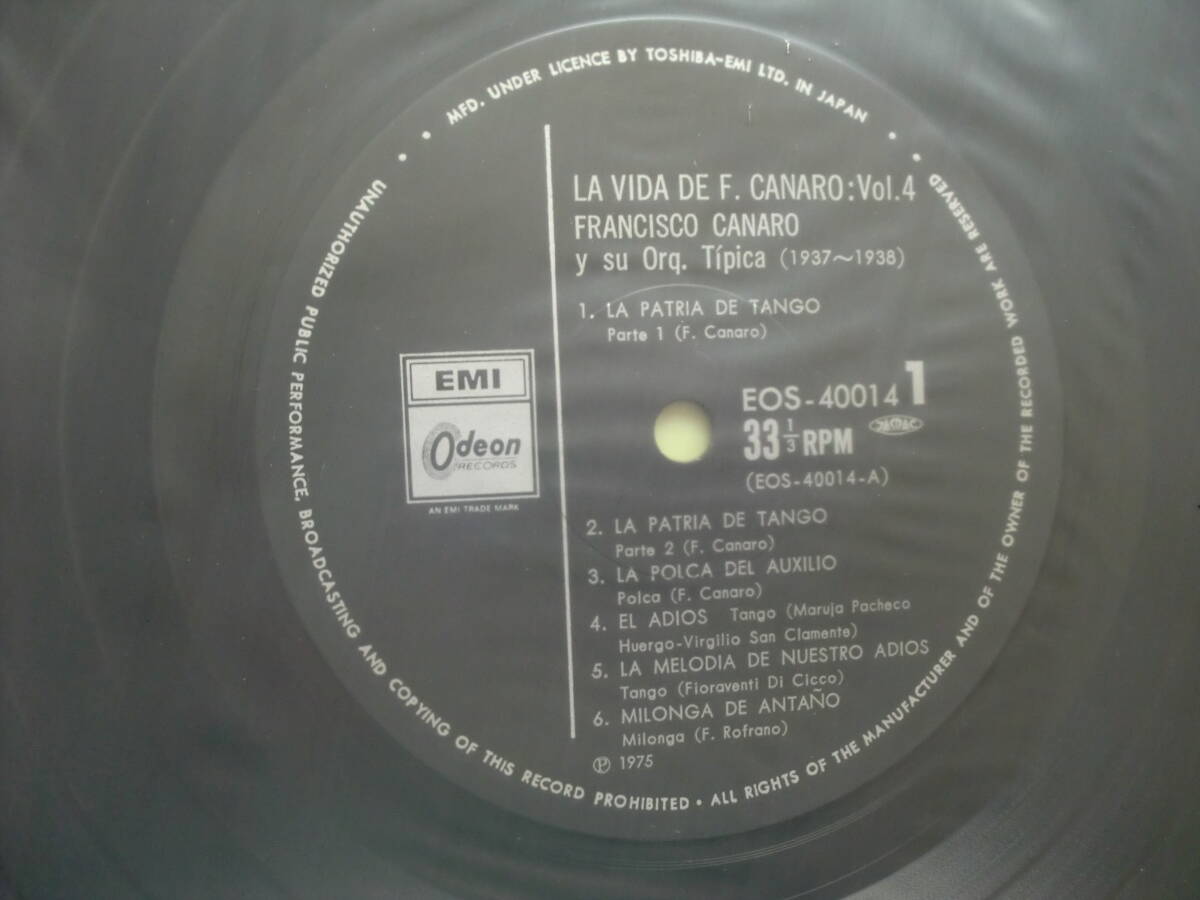 MFD. UNDER LICENCE BY TOSHIBA-EMI LTD. IN JAPAN
LA VIDA DE F. CANARO:Vol.4
FRANCISCO CANARO
y su Orq. Típica (1937～1938)
1. LA PATRIA DE TANGO
Parte 1 (F. Canaro)
EMI
Odeon
RECORDS
AN EMI TRADE MARK
EOS-40014 1
33 1/3 RPM
JASRAC
(EOS-40014-A)
2. LA PATRIA DE TANGO
Parte 2 (F. Canaro)
3. LA POLCA DEL AUXILIO
Polca (F. Canaro)
4. EL ADIOS Tango (Maruja Pacheco
Huergo-Virgilio San Clamente)
5. LA MELODIA DE NUESTRO ADIOS
Tango (Fioraventi Di Cicco)
6. MILONGA DE ANTAÑO
Milonga (F. Rofrano)
Ⓟ 1975
UNAUTHORIZED PUBLIC PERFORMANCE, BROADCASTING AND COPYING OF THIS RECORD PROHIBITED • ALL RIGHTS OF THE MANUFACTURER AND OF THE OWNER OF THE RECORDED WORK ARE RESERVED